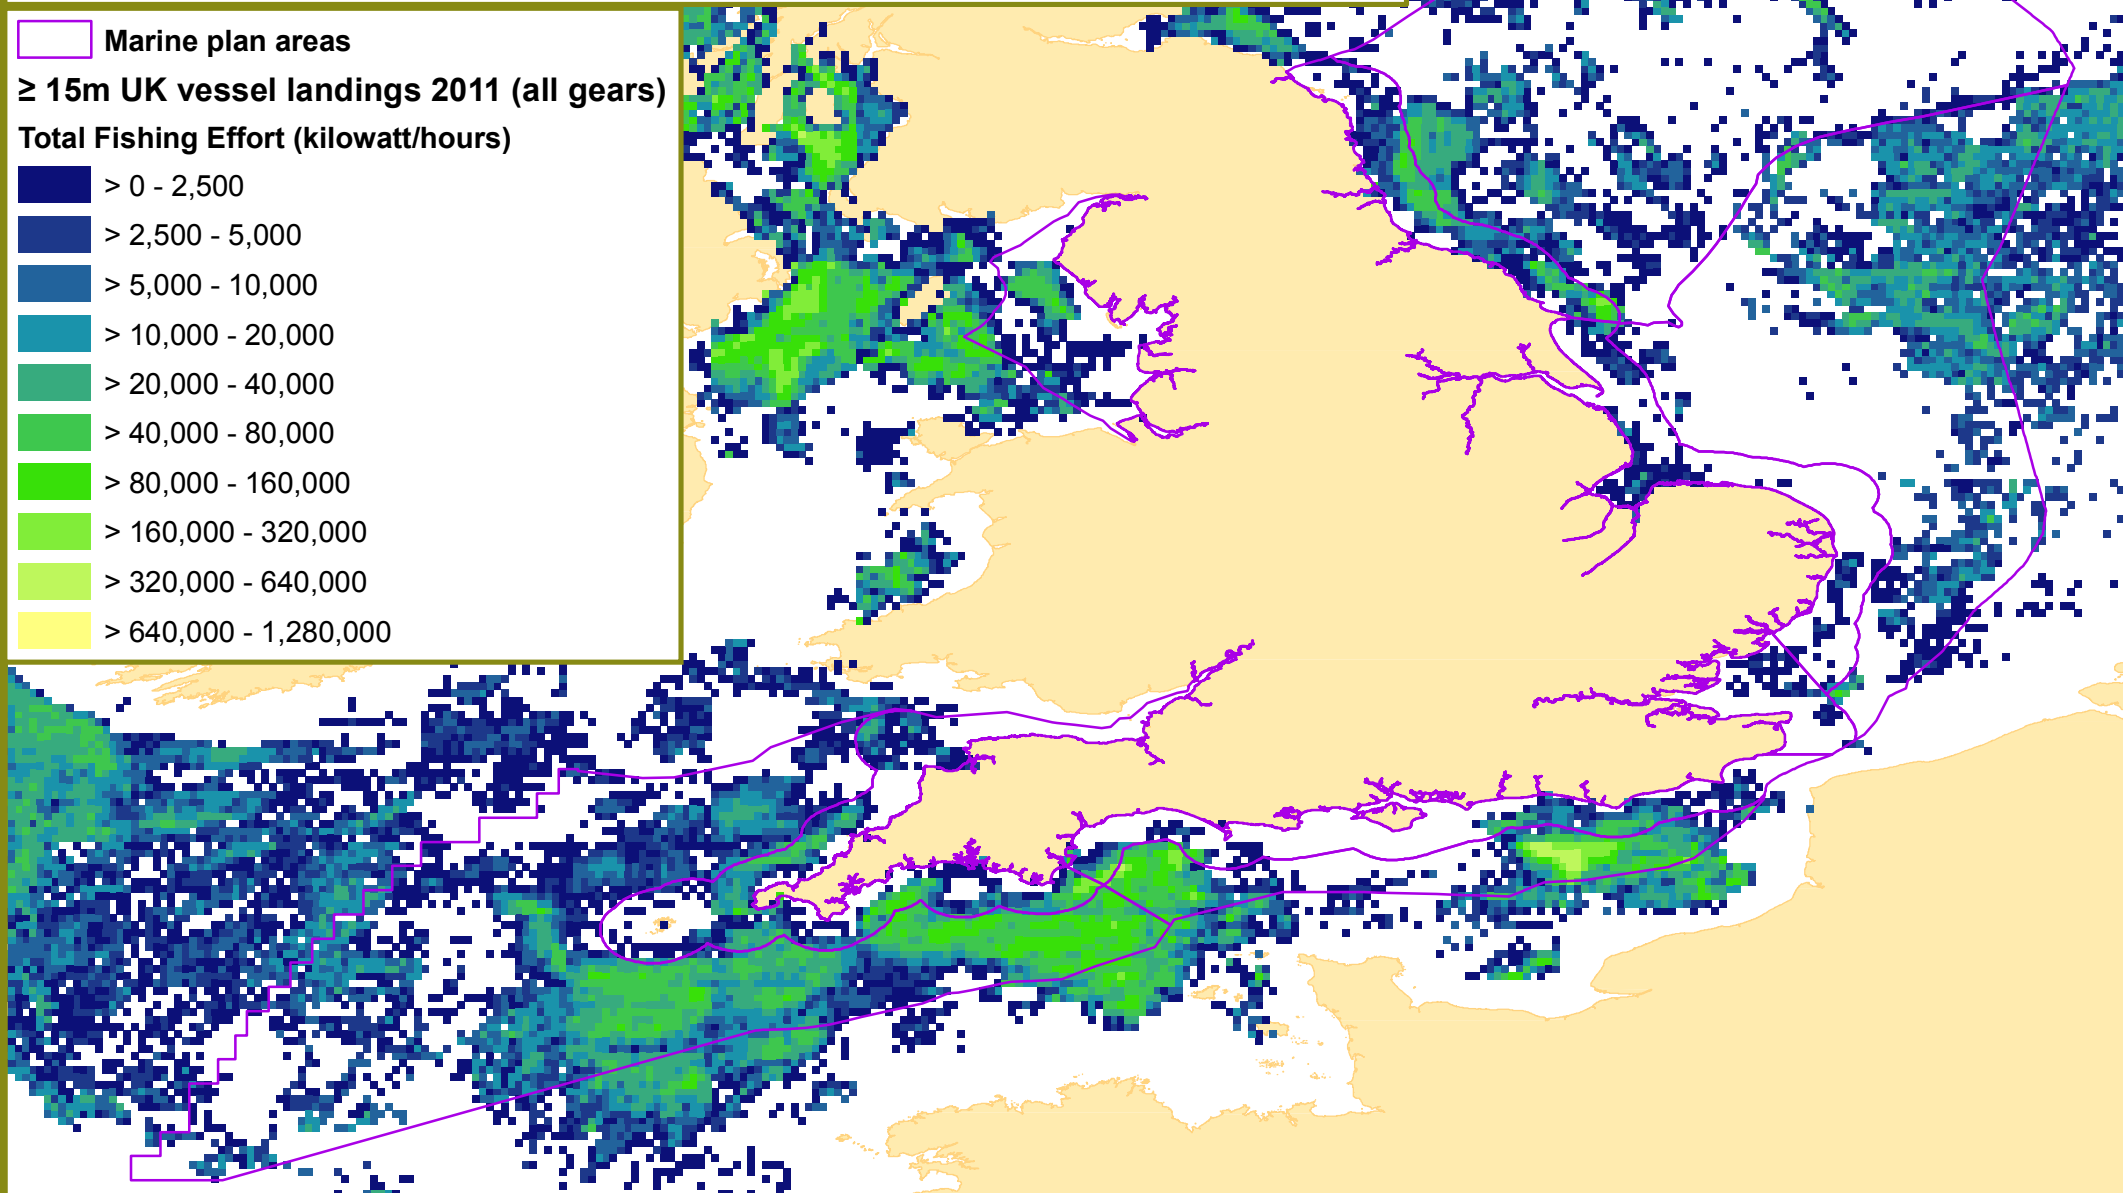 Marine plan areas
≥ 15m UK vessel landings 2011 (all gears)
Total Fishing Effort (kilowatt/hours)
> 0 - 2,500
> 2,500 - 5,000
> 5,000 - 10,000
> 10,000 - 20,000
> 20,000 - 40,000
> 40,000 - 80,000
> 80,000 - 160,000
> 160,000 - 320,000
> 320,000 - 640,000
> 640,000 - 1,280,000